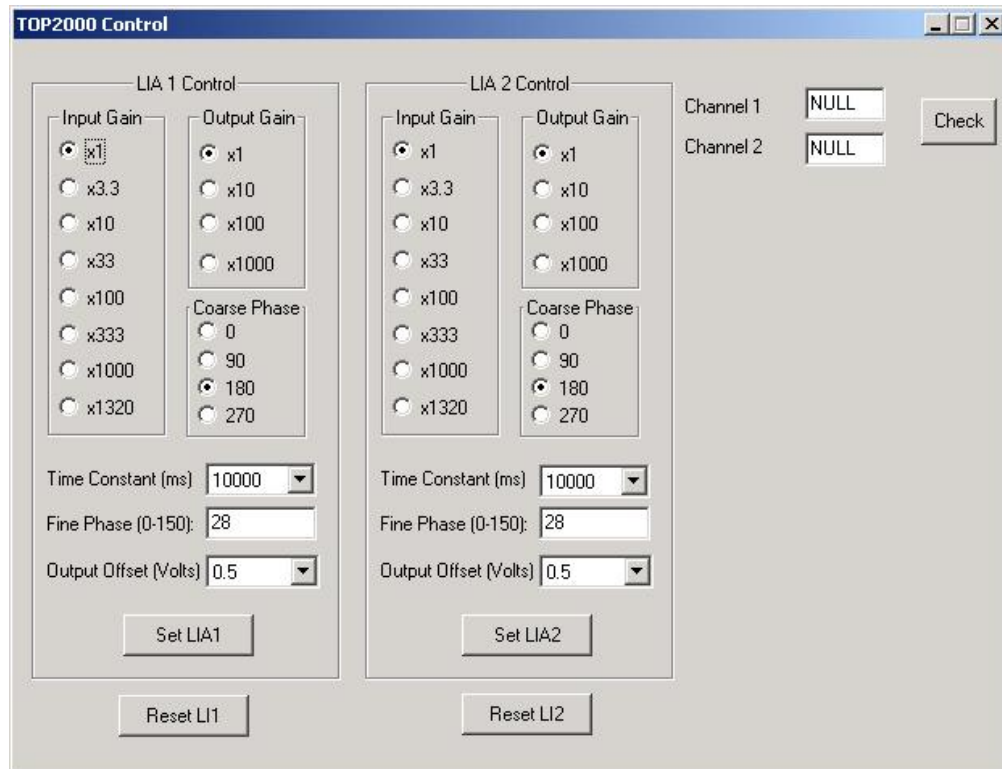 TOP2000 Control
LIA 1 Control
Input Gain
x1
x3.3
x10
x33
x100
x333
x1000
x1320
Output Gain
x1
x10
x100
x1000
Coarse Phase
0
90
180
270
Time Constant (ms) 10000
Fine Phase (0-150): 28
Output Offset (Volts) 0.5
Set LIA1
Reset LI1
LIA 2 Control
Input Gain
x1
x3.3
x10
x33
x100
x333
x1000
x1320
Output Gain
x1
x10
x100
x1000
Coarse Phase
0
90
180
270
Time Constant (ms) 10000
Fine Phase (0-150): 28
Output Offset (Volts) 0.5
Set LIA2
Reset LI2
Channel 1 NULL
Channel 2 NULL
Check